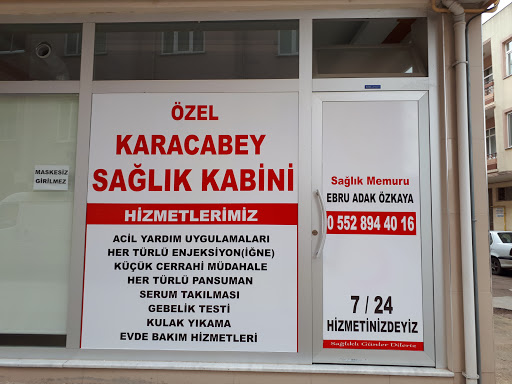 MASKESİZ
GİRİLMEZ
ÖZEL
KARACABEY
SAĞLIK KABİNİ
HİZMETLERİMİZ
ACİL YARDIM UYGULAMALARI
HER TÜRLÜ ENJEKSİYON(İĞNE)
KÜÇÜK CERRAHİ MÜDAHALE
HER TÜRLÜ PANSUMAN
SERUM TAKILMASI
GEBELİK TESTİ
KULAK YIKAMA
EVDE BAKIM HİZMETLERİ
Sağlık Memuru
EBRU ADAK ÖZKAYA
0 552 894 40 16
7 / 24
HİZMETİNİZDEYİZ
Sağlıklı Günler Dileriz